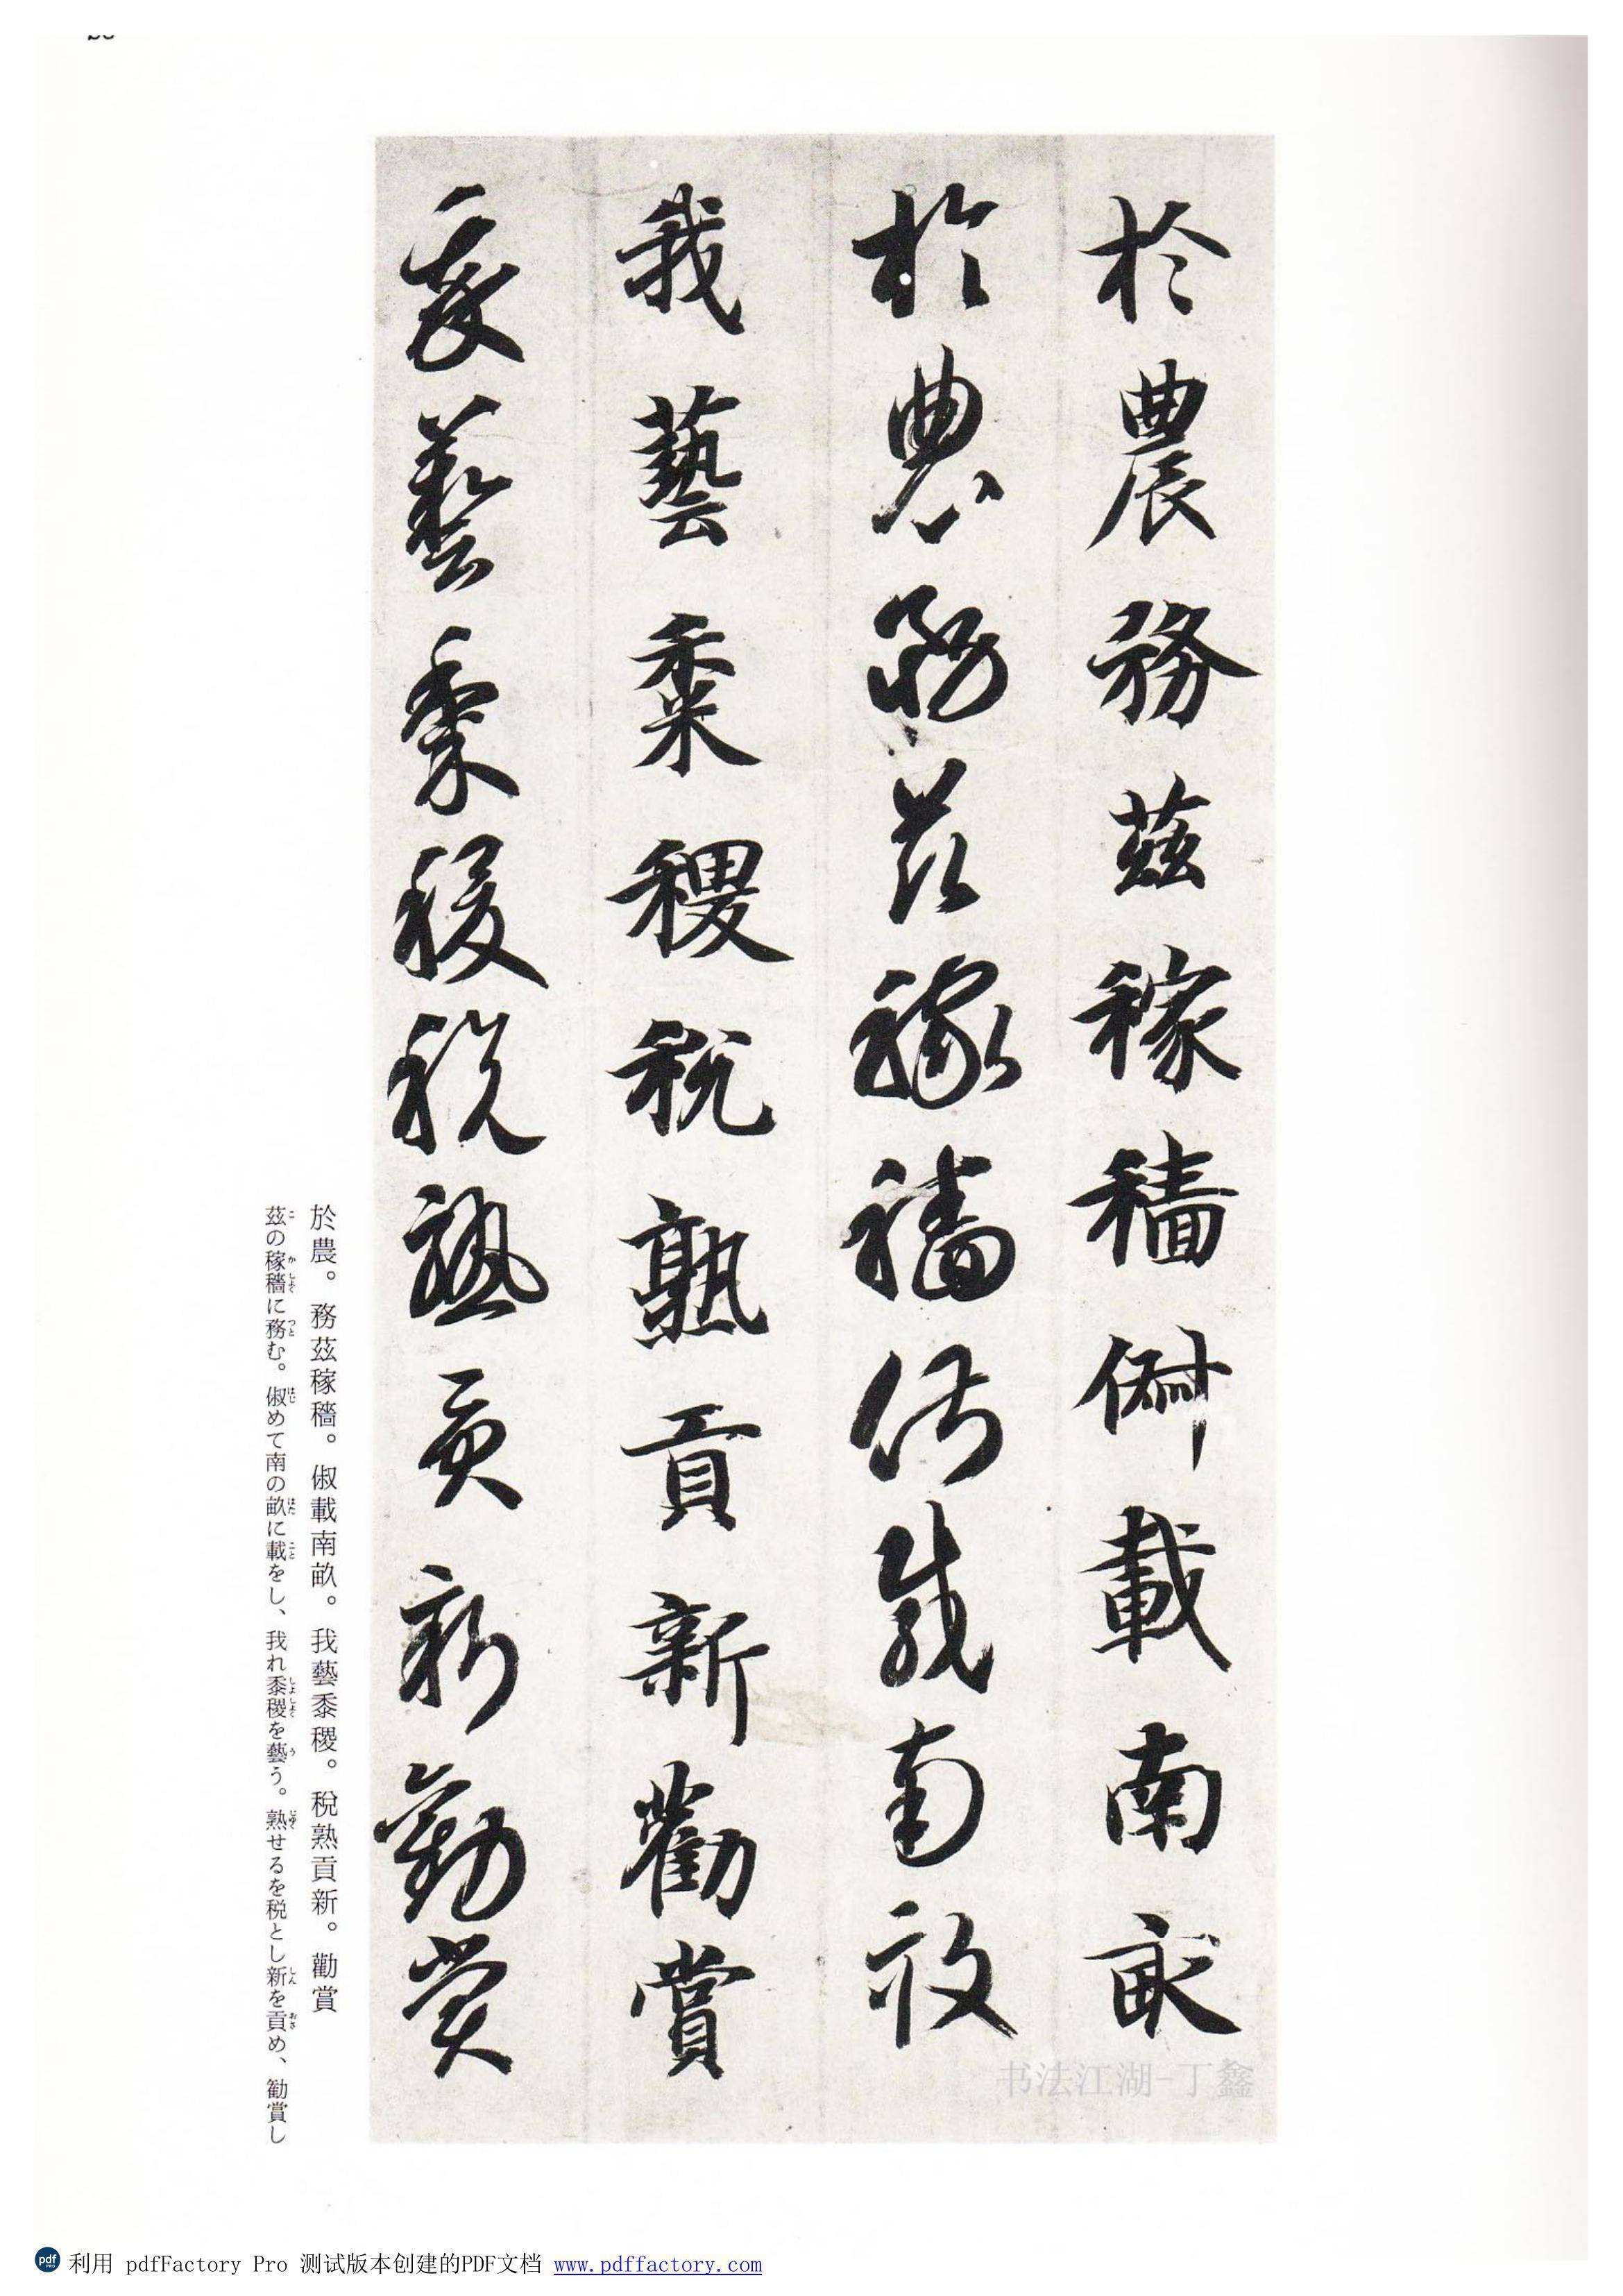 於農務茲稼穡俶載南畝
於農務茲稼穡俶載南畝
我藝黍稷稅熟貢新勸賞
我藝黍稷稅熟貢新勸賞
於農。務茲稼穡。俶載南畝。我藝黍稷。稅熟貢新。勸賞
茲の稼穡に務む。俶めて南の畝に載をし、我れ黍稷を藝う。熟せるを税とし新を貢め、勧賞し
书法江湖-丁鑫
利用 pdfFactory Pro 测试版本创建的PDF文档 www.pdffactory.com